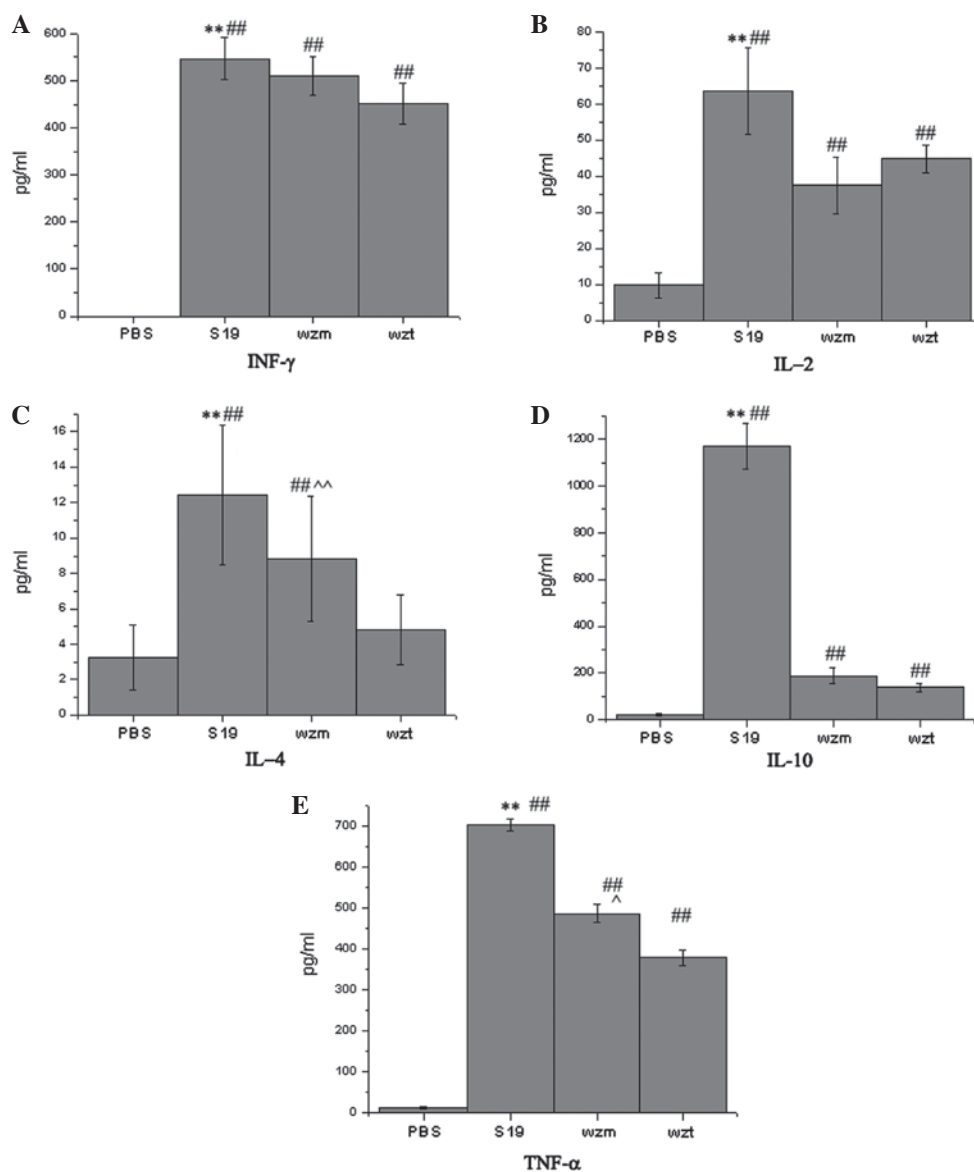 A
** ##
##
##
600
500
400
300
200
100
0
pg/ml
PBS S19 wzm wzt
INF-γ
B
** ##
##
##
80
70
60
50
40
30
20
10
0
pg/ml
PBS S19 wzm wzt
IL–2
C
** ##
## ^^
16
14
12
10
8
6
4
2
0
pg/ml
PBS S19 wzm wzt
IL–4
D
** ##
##
##
1200
1000
800
600
400
200
0
pg/ml
PBS S19 wzm wzt
IL-10
E
** ##
##
^
##
700
600
500
400
300
200
100
0
pg/ml
PBS S19 wzm wzt
TNF-α